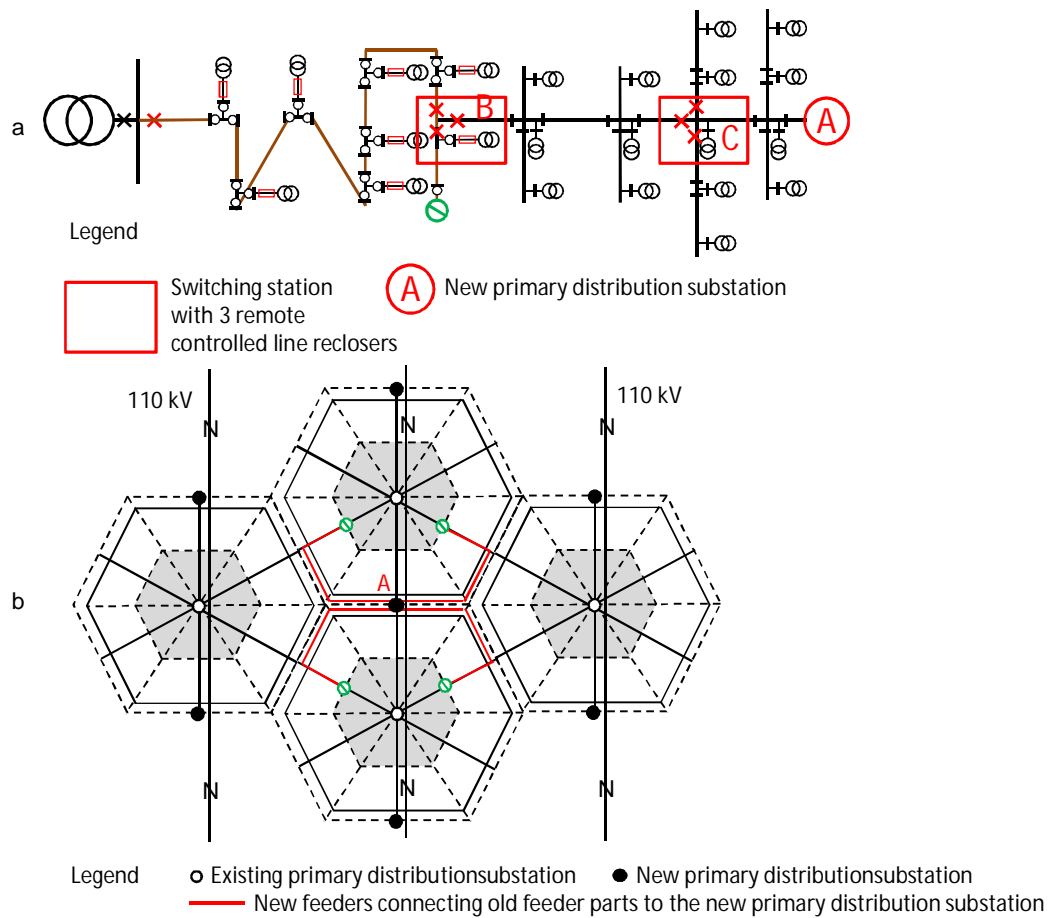 a
B
C
A
Legend
Switching station
with 3 remote
controlled line reclosers
A
New primary distribution substation
110 kV
110 kV
N
N
N
A
b
N
N
N
Legend
Existing primary distributionsubstation
New primary distributionsubstation
New feeders connecting old feeder parts to the new primary distribution substation